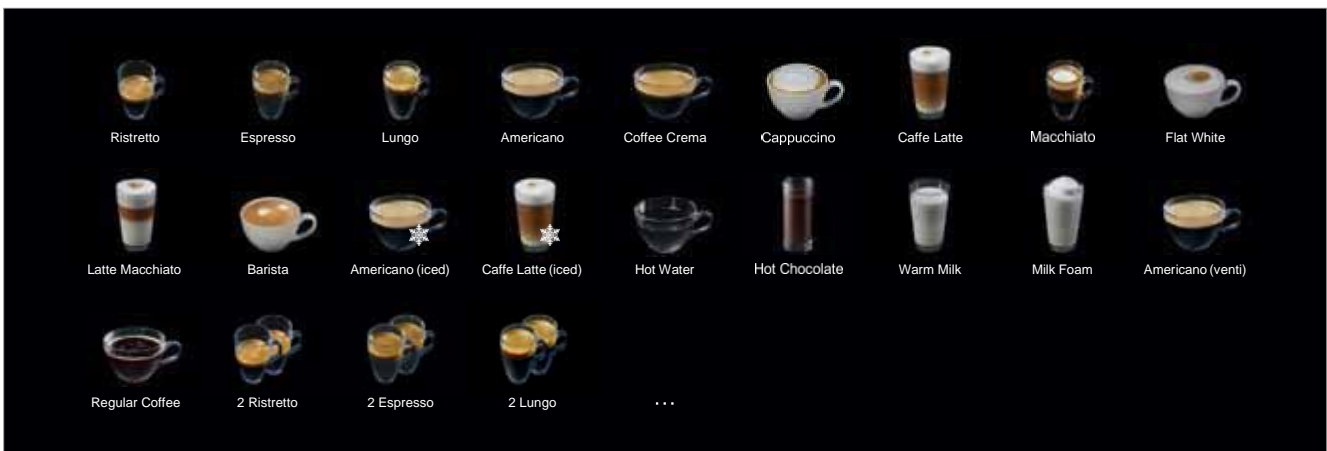 Ristretto
Espresso
Lungo
Americano
Coffee Crema
Cappuccino
Caffe Latte
Macchiato
Flat White
Latte Macchiato
Barista
Americano (iced)
Caffe Latte (iced)
Hot Water
Hot Chocolate
Warm Milk
Milk Foam
Americano (venti)
Regular Coffee
2 Ristretto
2 Espresso
2 Lungo
...